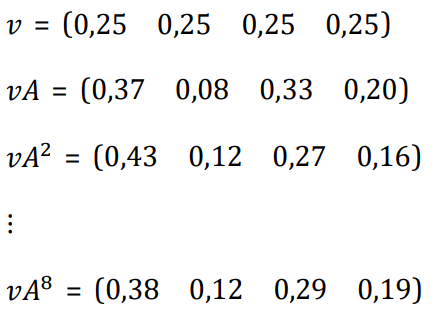 v = (0,25 0,25 0,25 0,25)
vA = (0,37 0,08 0,33 0,20)
vA² = (0,43 0,12 0,27 0,16)
⋮
vA⁸ = (0,38 0,12 0,29 0,19)